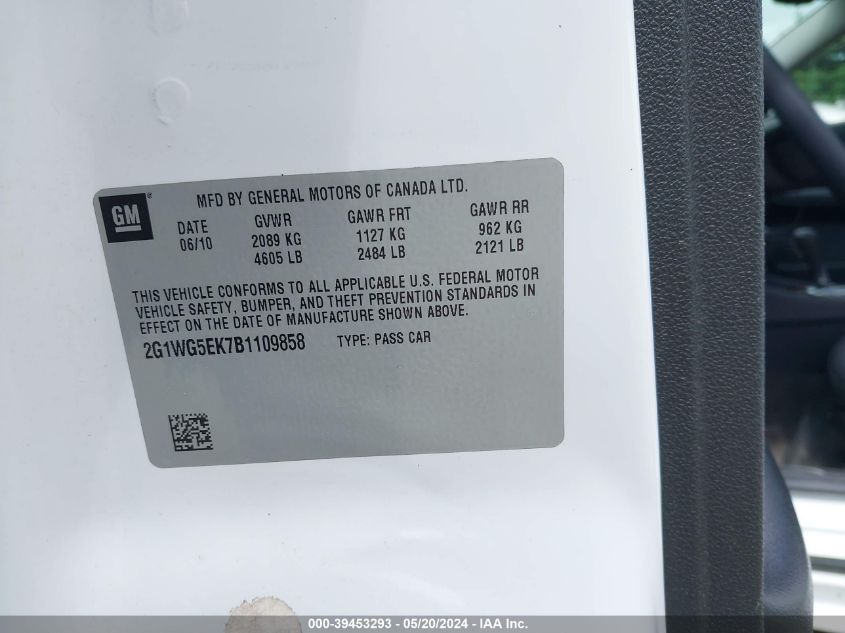 GM
®
MFD BY GENERAL MOTORS OF CANADA LTD.
DATE GVWR GAWR FRT GAWR RR
06/10 2089 KG 1127 KG 962 KG
4605 LB 2484 LB 2121 LB
THIS VEHICLE CONFORMS TO ALL APPLICABLE U.S. FEDERAL MOTOR
VEHICLE SAFETY, BUMPER, AND THEFT PREVENTION STANDARDS IN
EFFECT ON THE DATE OF MANUFACTURE SHOWN ABOVE.
2G1WG5EK7B1109858 TYPE: PASS CAR
000-39453293 - 05/20/2024 - IAA Inc.